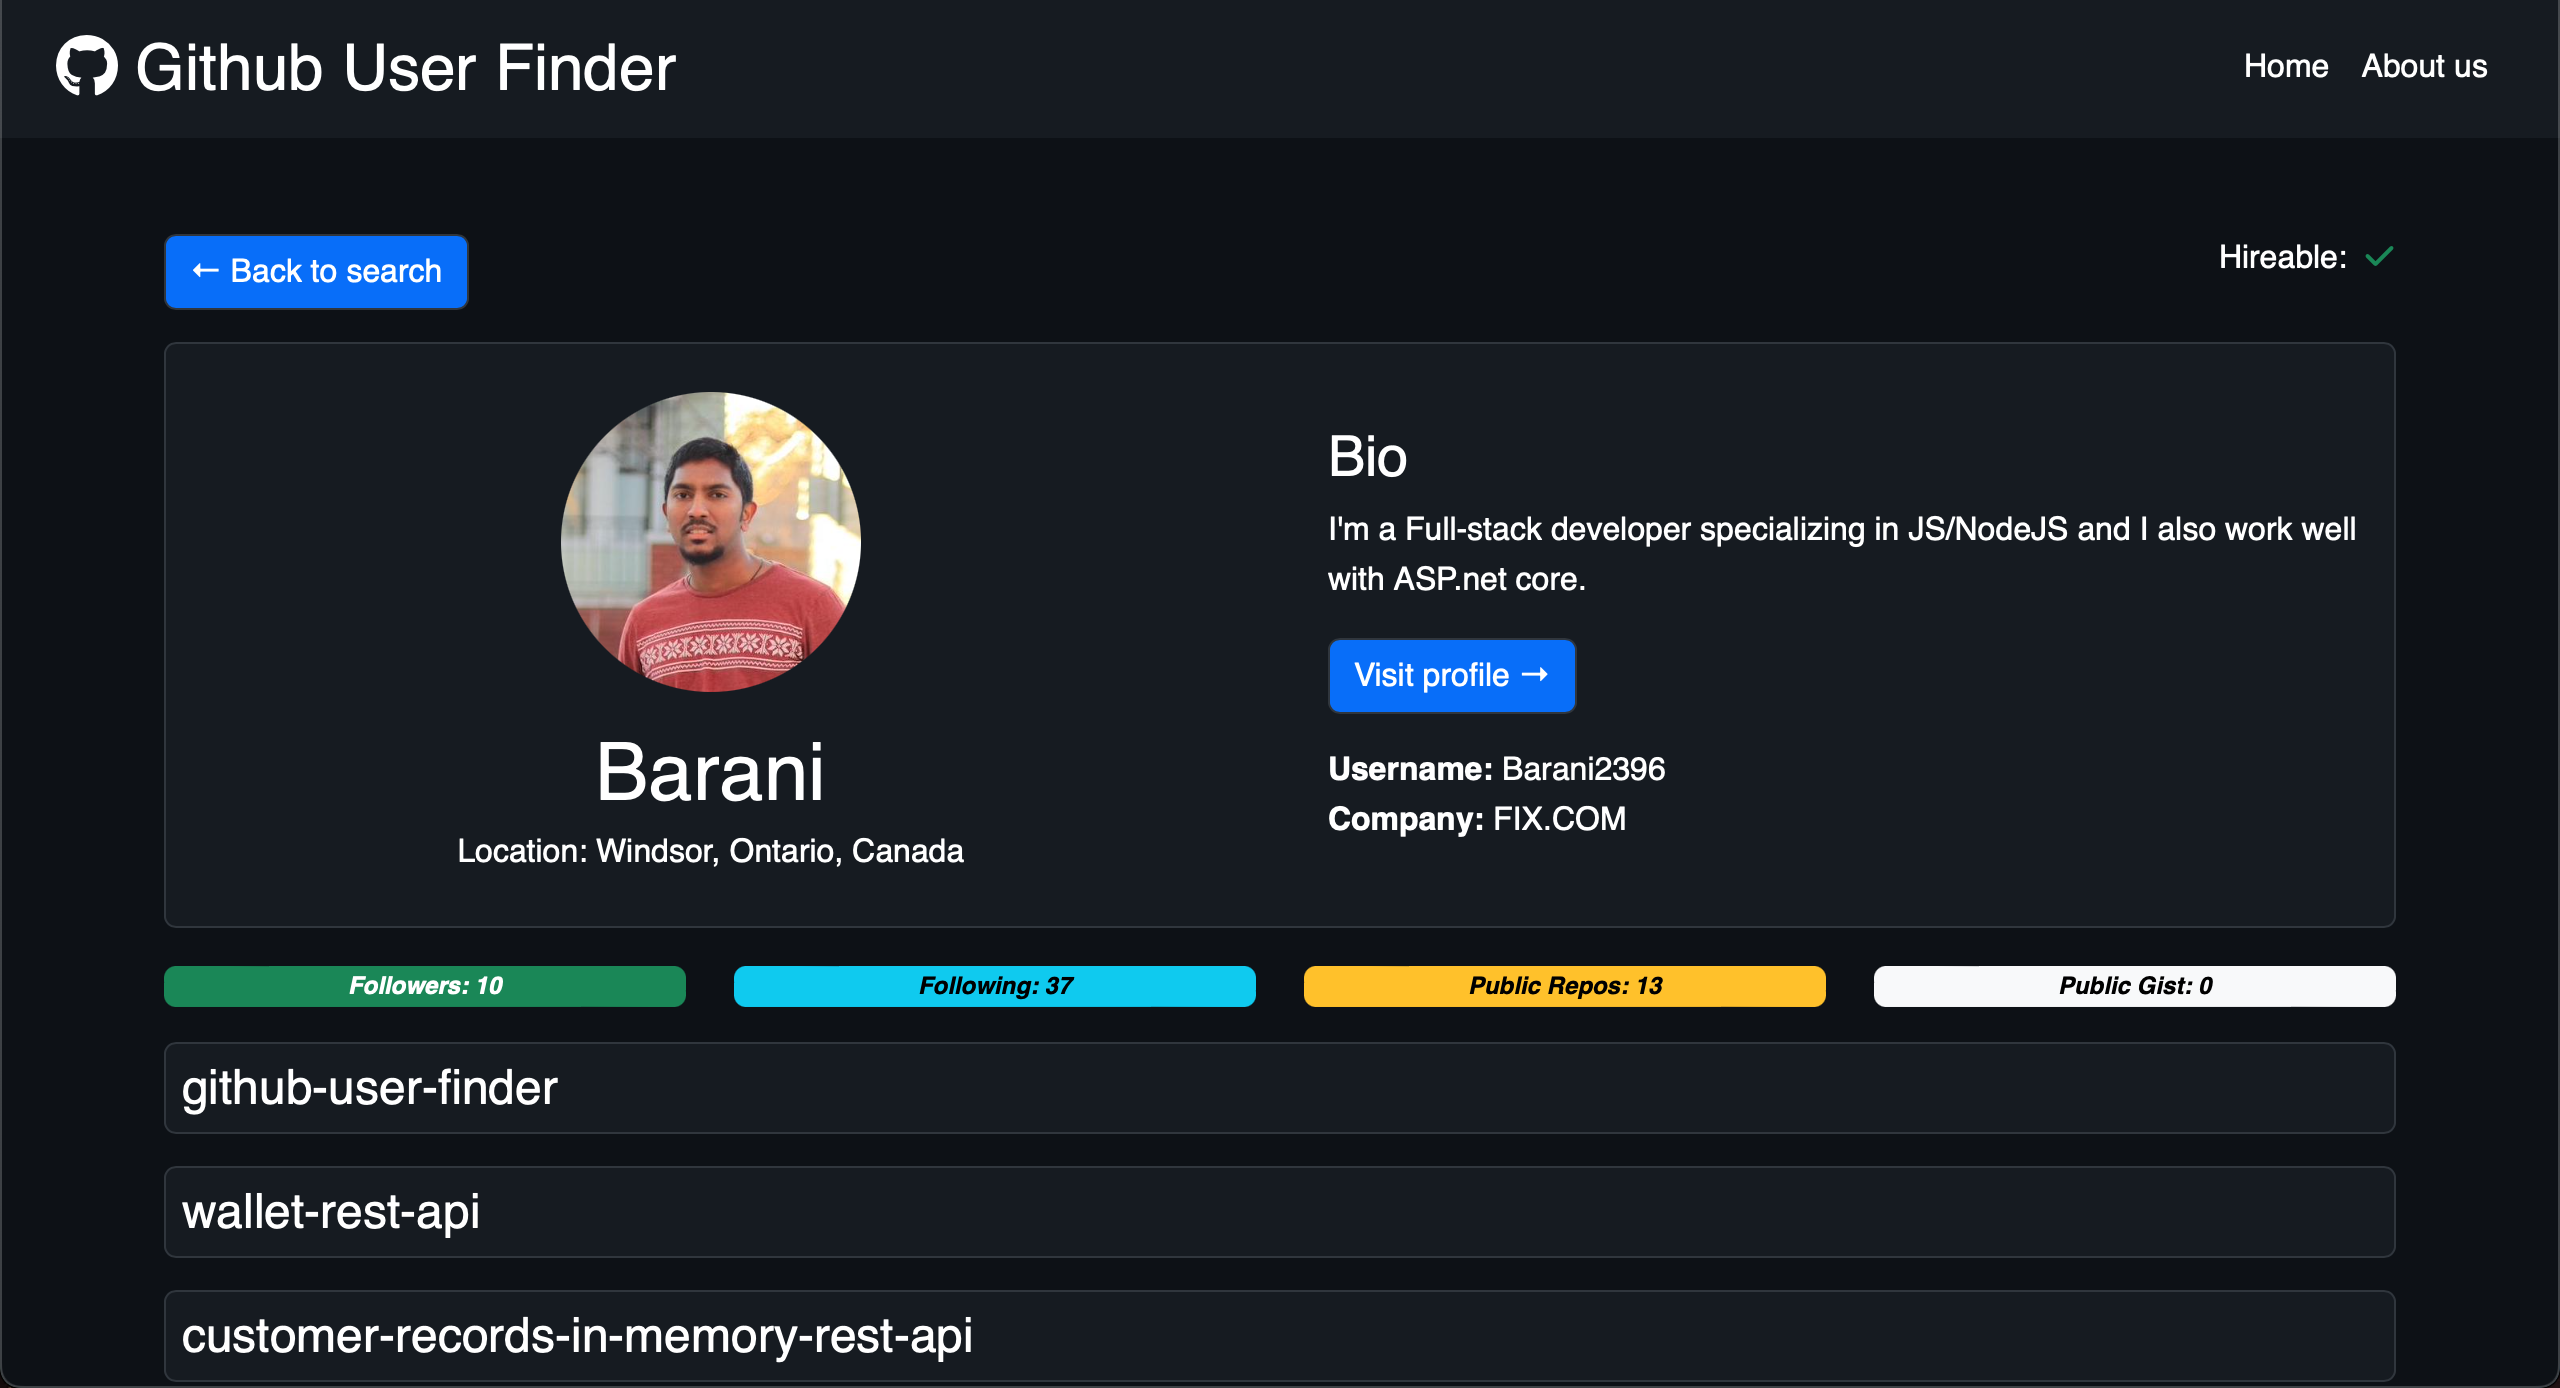 Github User Finder
Home About us
← Back to search
Hireable: ✓
Bio
I'm a Full-stack developer specializing in JS/NodeJS and I also work well
with ASP.net core.
Visit profile →
Username: Barani2396
Company: FIX.COM
Barani
Location: Windsor, Ontario, Canada
Followers: 10
Following: 37
Public Repos: 13
Public Gist: 0
github-user-finder
wallet-rest-api
customer-records-in-memory-rest-api